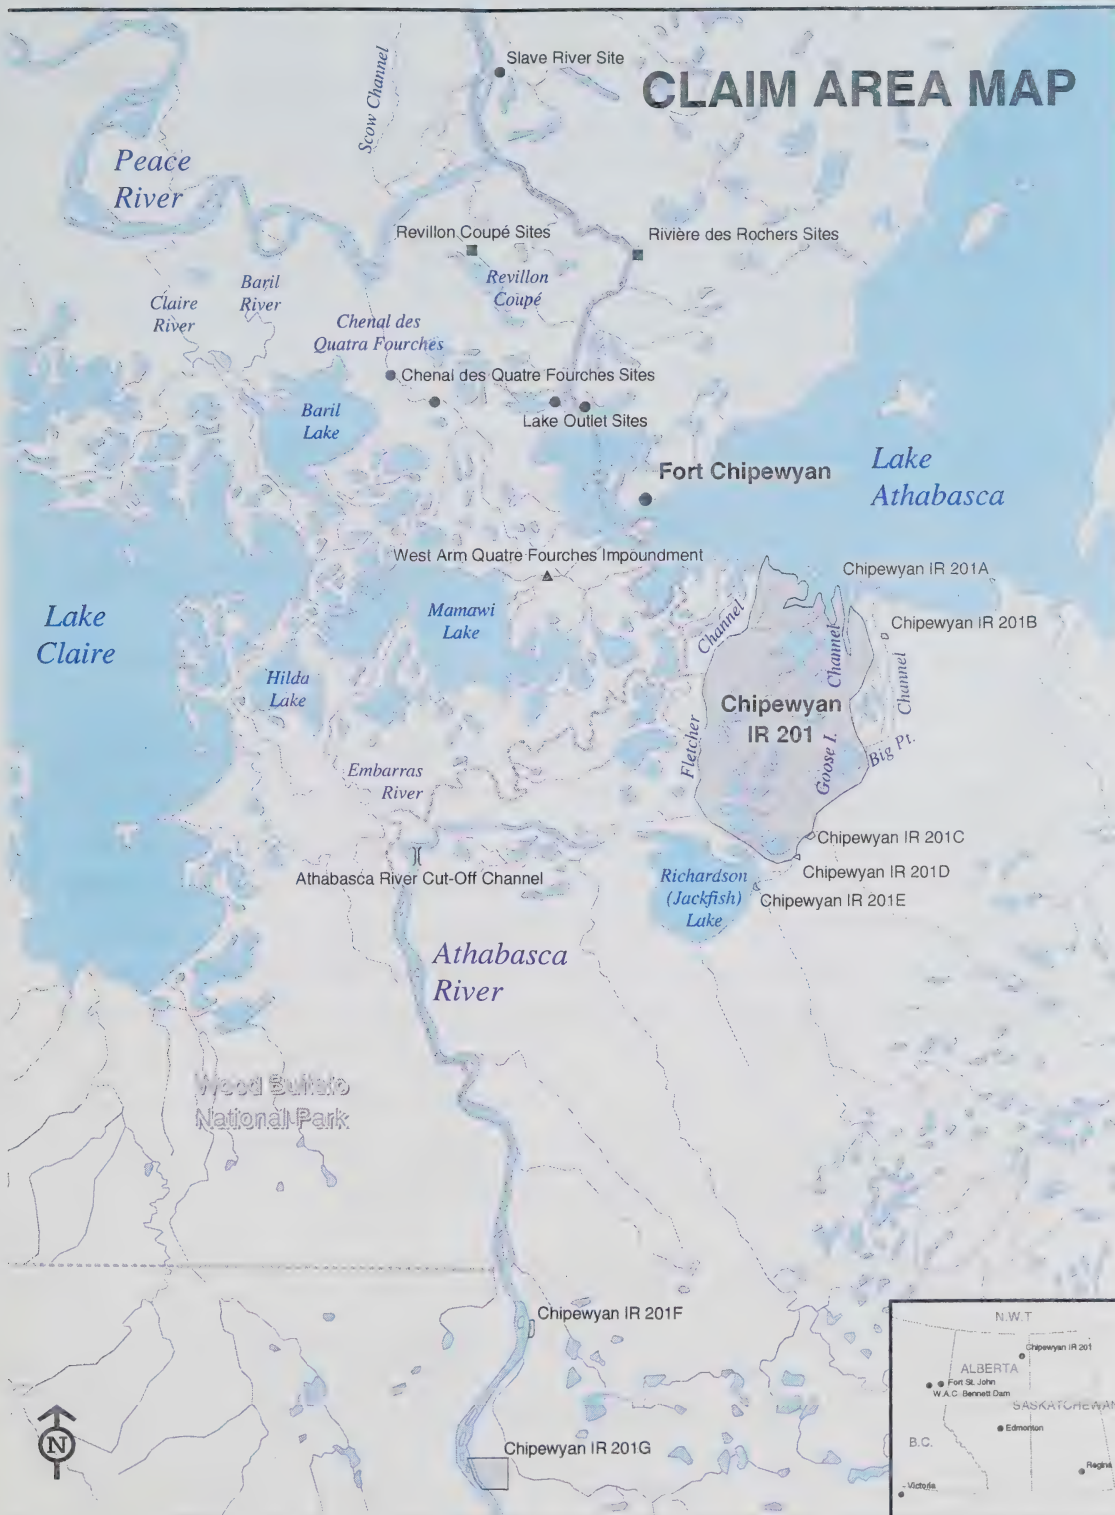 Slave River Site
CLAIM AREA MAP
Scow Channel
Peace
River
Revillon Coupé Sites
Rivière des Rochers Sites
Revillon
Coupé
Baril
River
Claire
River
Chenal des
Quatra Fourches
Chenal des Quatre Fourches Sites
Baril
Lake
Lake Outlet Sites
Fort Chipewyan
Lake
Athabasca
West Arm Quatre Fourches Impoundment
Chipewyan IR 201A
Lake
Claire
Mamawi
Lake
Channel
Channel
Chipewyan IR 201B
Channel
Hilda
Lake
Chipewyan
IR 201
Fletcher
Goose I.
Big Pt.
Embarras
River
Chipewyan IR 201C
Athabasca River Cut-Off Channel
Chipewyan IR 201D
Richardson
(Jackfish)
Lake
Chipewyan IR 201E
Athabasca
River
Wood Buffalo
National Park
Chipewyan IR 201F
Chipewyan IR 201G
N
N.W.T
Chipewyan IR 201
ALBERTA
Fort St. John
W.A.C. Bennett Dam
SASKATCHEWAN
Edmonton
B.C.
Regina
Victoria